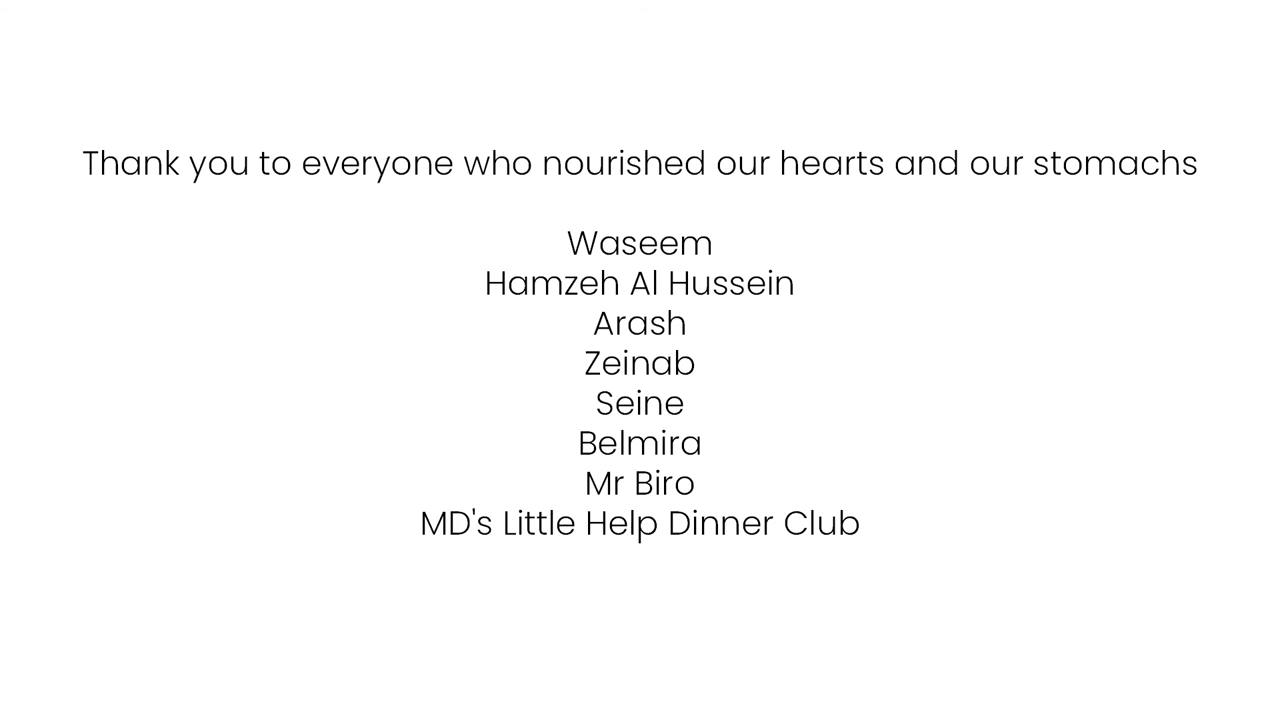 Thank you to everyone who nourished our hearts and our stomachs
Waseem
Hamzeh Al Hussein
Arash
Zeinab
Seine
Belmira
Mr Biro
MD's Little Help Dinner Club